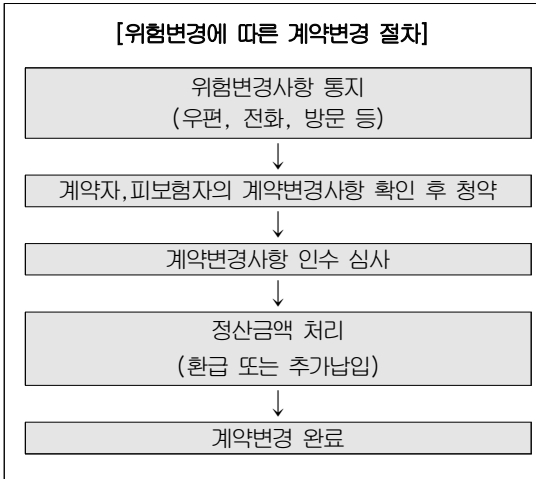 [위험변경에 따른 계약변경 절차]
위험변경사항 통지
(우편, 전화, 방문 등)
↓
계약자,피보험자의 계약변경사항 확인 후 청약
↓
계약변경사항 인수 심사
↓
정산금액 처리
(환급 또는 추가납입)
↓
계약변경 완료